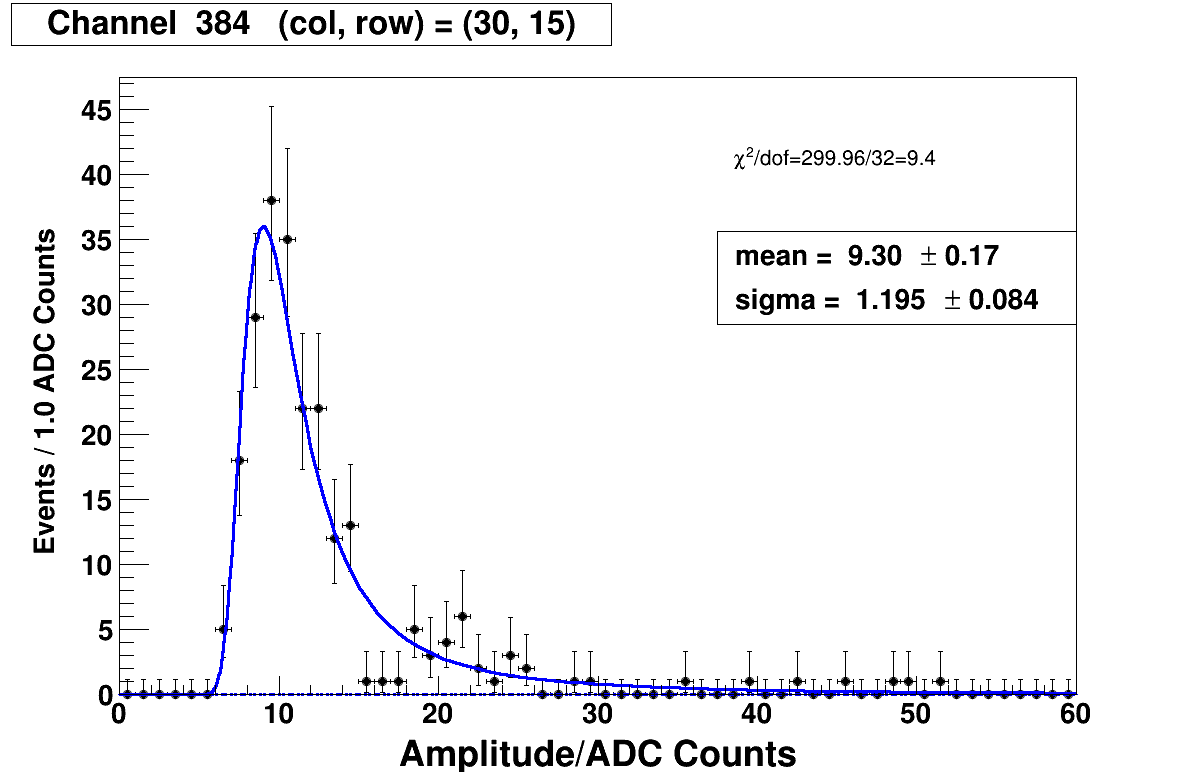 Channel 384 (col, row) = (30, 15)
45
40
35
30
25
20
15
10
5
0
Events / 1.0 ADC Counts
χ²/dof=299.96/32=9.4
mean = 9.30 ± 0.17
sigma = 1.195 ± 0.084
0 10 20 30 40 50 60
Amplitude/ADC Counts